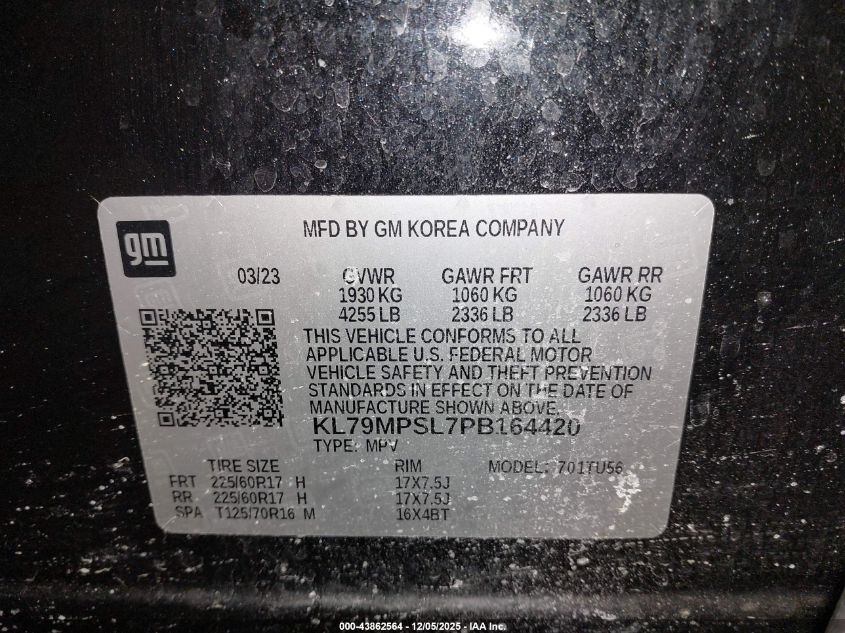 gm
MFD BY GM KOREA COMPANY
03/23 GVWR GAWR FRT GAWR RR
1930 KG 1060 KG 1060 KG
4255 LB 2336 LB 2336 LB
THIS VEHICLE CONFORMS TO ALL
APPLICABLE U.S. FEDERAL MOTOR
VEHICLE SAFETY AND THEFT PREVENTION
STANDARDS IN EFFECT ON THE DATE OF
MANUFACTURE SHOWN ABOVE.
KL79MPSL7PB164420
TYPE: MPV
TIRE SIZE RIM MODEL: 701TU56
FRT 225/60R17 H 17X7.5J
RR 225/60R17 H 17X7.5J
SPA T125/70R16 M 16X4BT
000-43862564 - 12/05/2025 - IAA Inc.